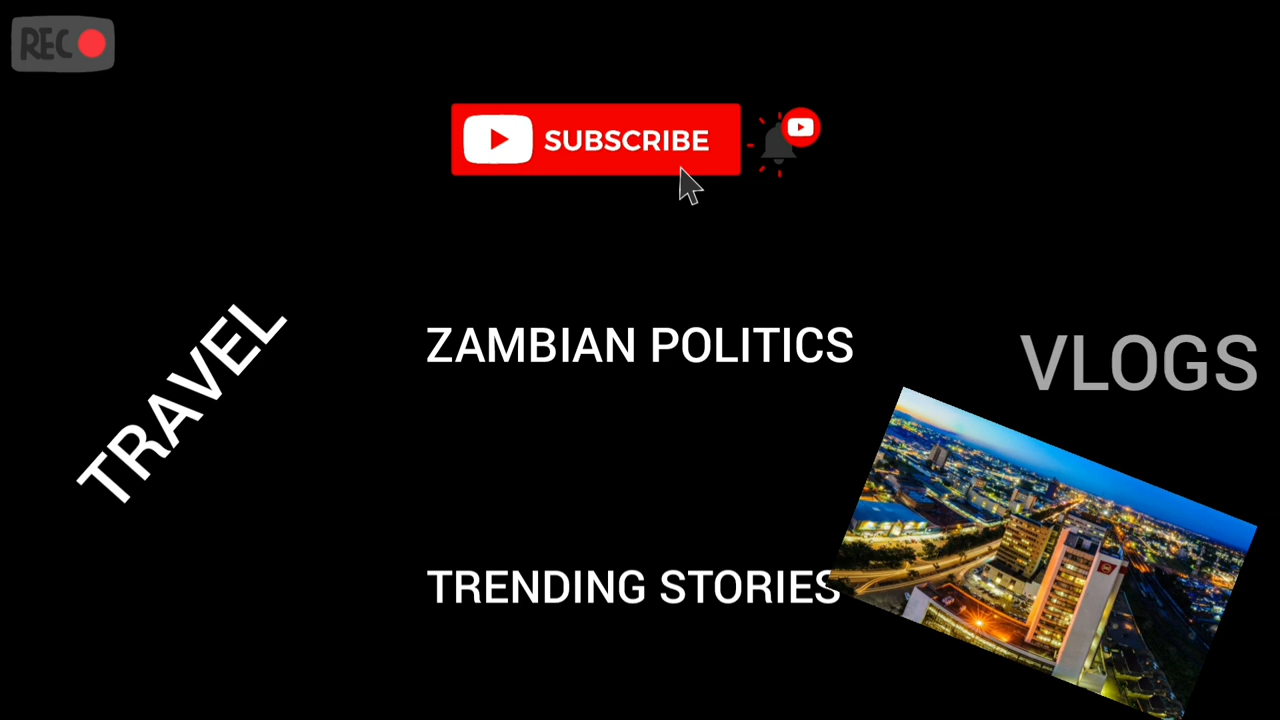 REC
SUBSCRIBE
TRAVEL
ZAMBIAN POLITICS
VLOGS
TRENDING STORIES